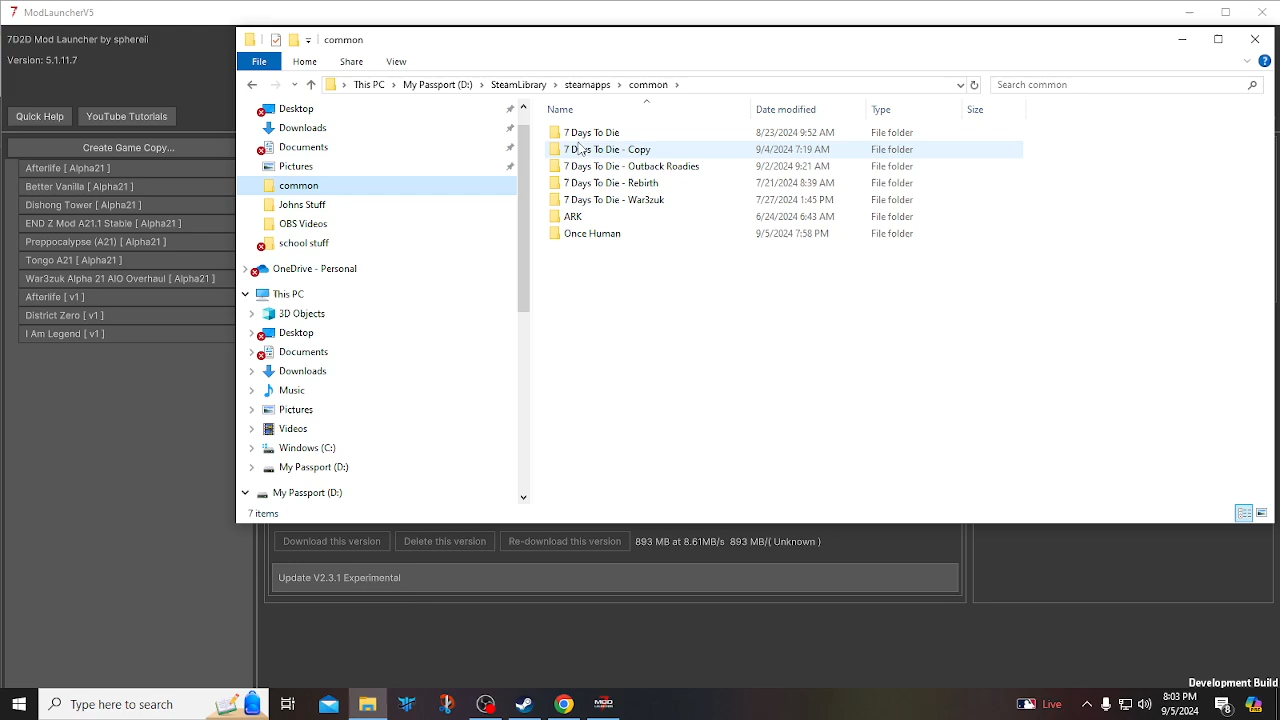 ModLauncherV5
7D2D Mod Launcher by sphereii
Version: 5.1.11.7
Quick Help
YouTube Tutorials
Create Game Copy...
Afterlife [ Alpha21 ]
Better Vanilla [ Alpha21 ]
Dishong Tower [ Alpha21 ]
END Z Mod A21.1 Stable [ Alpha21 ]
Preppocalypse (A21) [ Alpha21 ]
Tongo A21 [ Alpha21 ]
War3zuk Alpha 21 AIO Overhaul [ Alpha21 ]
Afterlife [ v1 ]
District Zero [ v1 ]
I Am Legend [ v1 ]
common
File Home Share View
This PC > My Passport (D:) > SteamLibrary > steamapps > common >
Search common
Desktop
Downloads
Documents
Pictures
common
Johns Stuff
OBS Videos
school stuff
OneDrive - Personal
This PC
3D Objects
Desktop
Documents
Downloads
Music
Pictures
Videos
Windows (C:)
My Passport (D:)
My Passport (D:)
Name Date modified Type Size
7 Days To Die 8/23/2024 9:52 AM File folder
7 Days To Die - Copy 9/4/2024 7:19 AM File folder
7 Days To Die - Outback Roadies 9/2/2024 9:21 AM File folder
7 Days To Die - Rebirth 7/21/2024 8:39 AM File folder
7 Days To Die - War3zuk 7/27/2024 1:45 PM File folder
ARK 6/24/2024 6:43 AM File folder
Once Human 9/5/2024 7:58 PM File folder
7 items
Download this version Delete this version Re-download this version 893 MB at 8.61MB/s 893 MB/( Unknown )
Update V2.3.1 Experimental
Development Build
Type here to search
MOD
Live
8:03 PM
9/5/2024
8